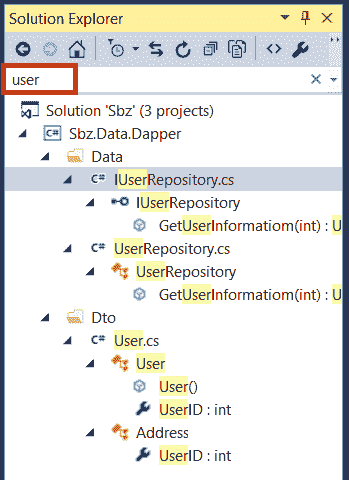 Solution Explorer
user
Solution 'Sbz' (3 projects)
C# Sbz.Data.Dapper
Data
C# IUserRepository.cs
IUserRepository
GetUserInformatiom(int) : U
C# UserRepository.cs
UserRepository
GetUserInformatiom(int) : U
Dto
C# User.cs
User
User()
UserID : int
Address
UserID : int